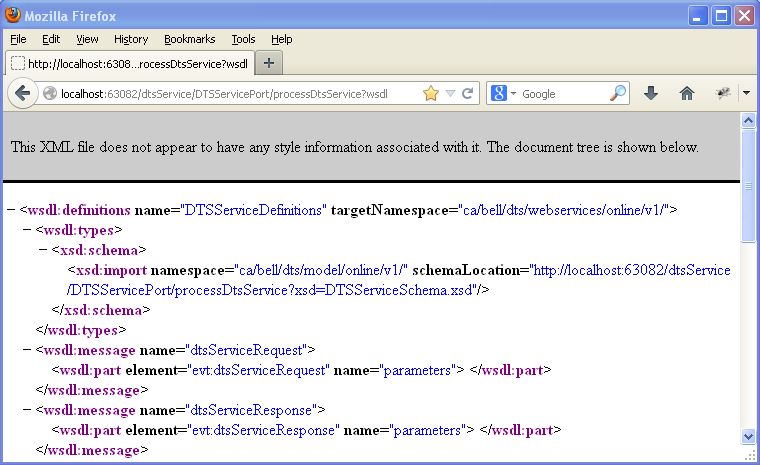 Mozilla Firefox
File Edit View History Bookmarks Tools Help
http://localhost:6308...rocessDtsService?wsdl
localhost:63082/dtsService/DTSServicePort/processDtsService?wsdl
Google
This XML file does not appear to have any style information associated with it. The document tree is shown below.
− <wsdl:definitions name="DTSServiceDefinitions" targetNamespace="ca/bell/dts/webservices/online/v1/">
− <wsdl:types>
− <xsd:schema>
<xsd:import namespace="ca/bell/dts/model/online/v1/" schemaLocation="http://localhost:63082/dtsService
/DTSServicePort/processDtsService?xsd=DTSServiceSchema.xsd"/>
</xsd:schema>
</wsdl:types>
− <wsdl:message name="dtsServiceRequest">
<wsdl:part element="evt:dtsServiceRequest" name="parameters"> </wsdl:part>
</wsdl:message>
− <wsdl:message name="dtsServiceResponse">
<wsdl:part element="evt:dtsServiceResponse" name="parameters"> </wsdl:part>
</wsdl:message>